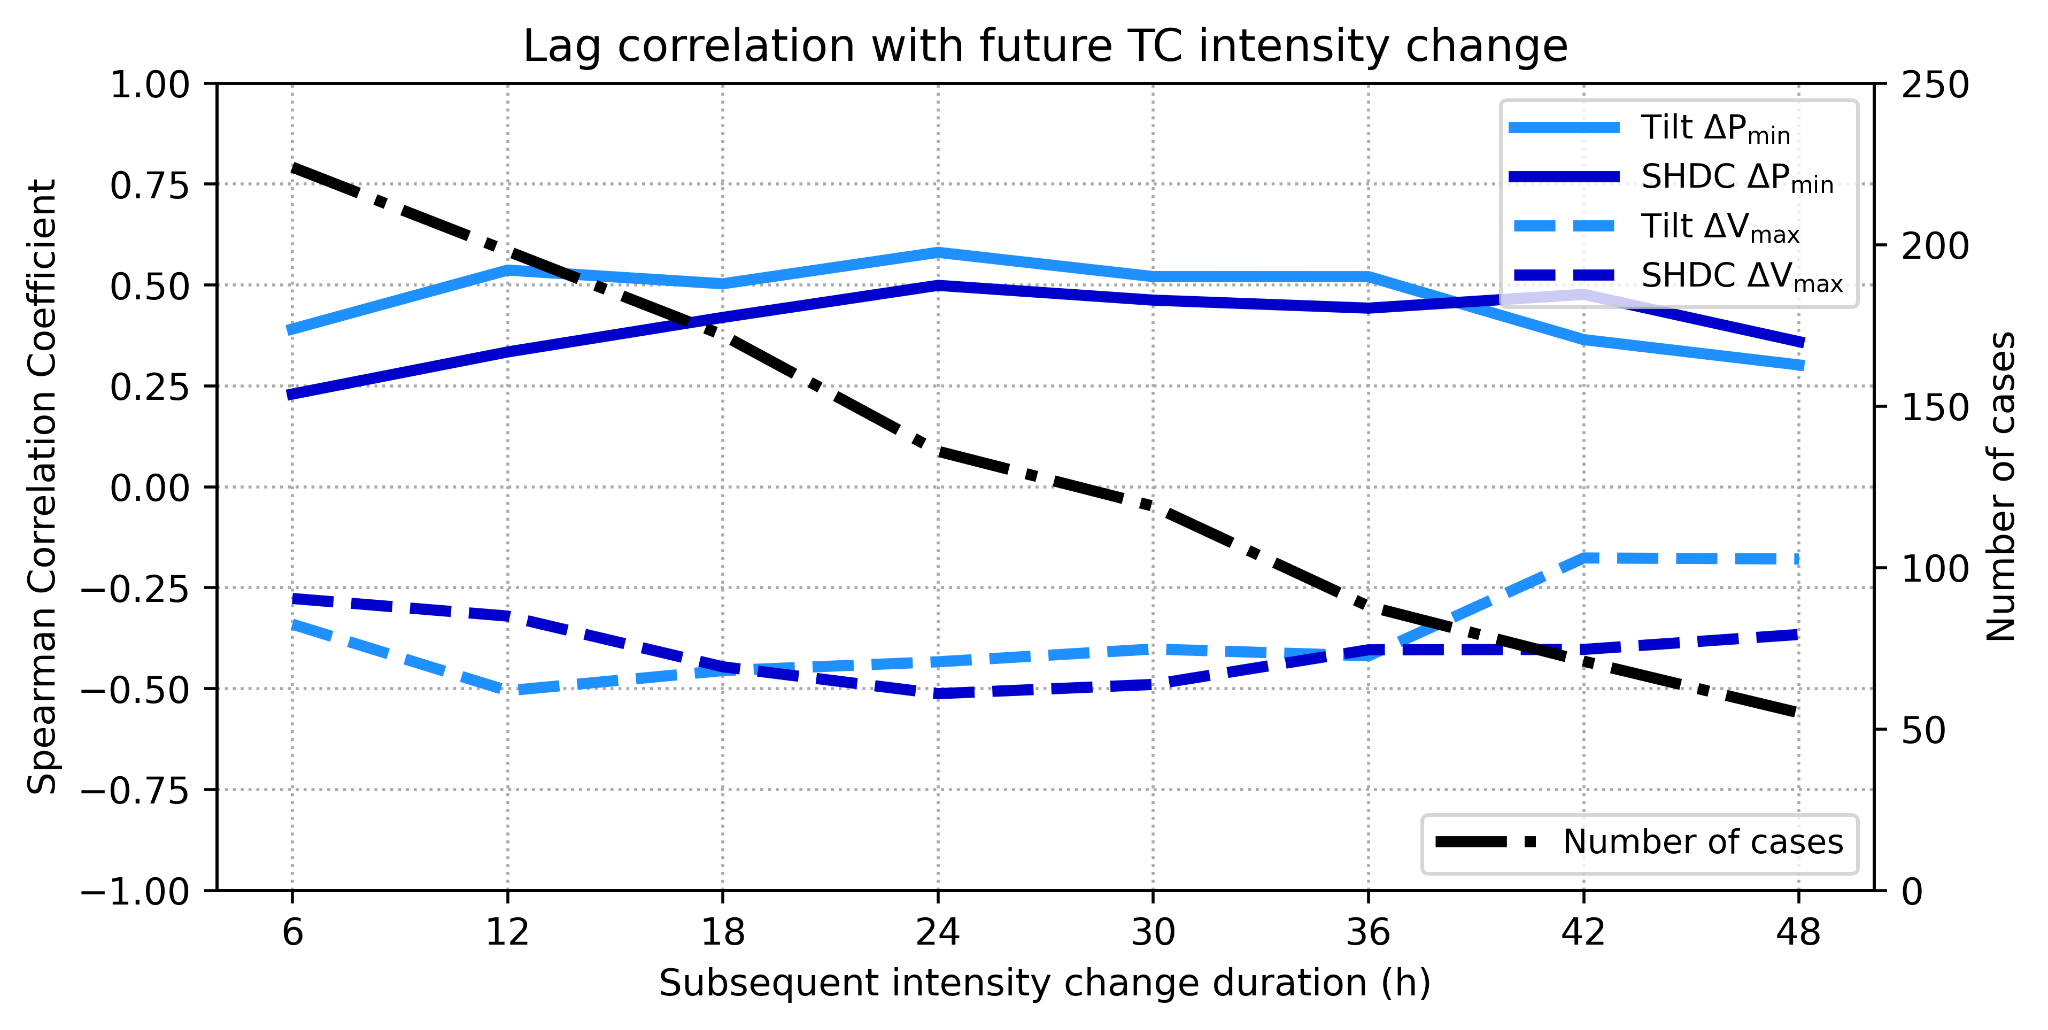 Lag correlation with future TC intensity change
Spearman Correlation Coefficient
1.00
0.75
0.50
0.25
0.00
−0.25
−0.50
−0.75
−1.00
Tilt ΔPmin
SHDC ΔPmin
Tilt ΔVmax
SHDC ΔVmax
Number of cases
250
200
150
100
50
0
Number of cases
6 12 18 24 30 36 42 48
Subsequent intensity change duration (h)